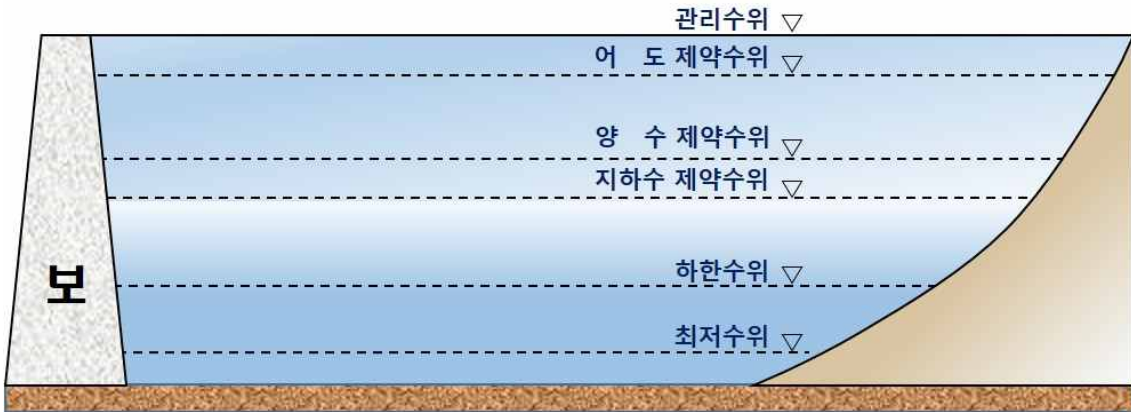 관리수위 ▽
어 도 제약수위 ▽
양 수 제약수위 ▽
지하수 제약수위 ▽
하한수위 ▽
보
최저수위 ▽